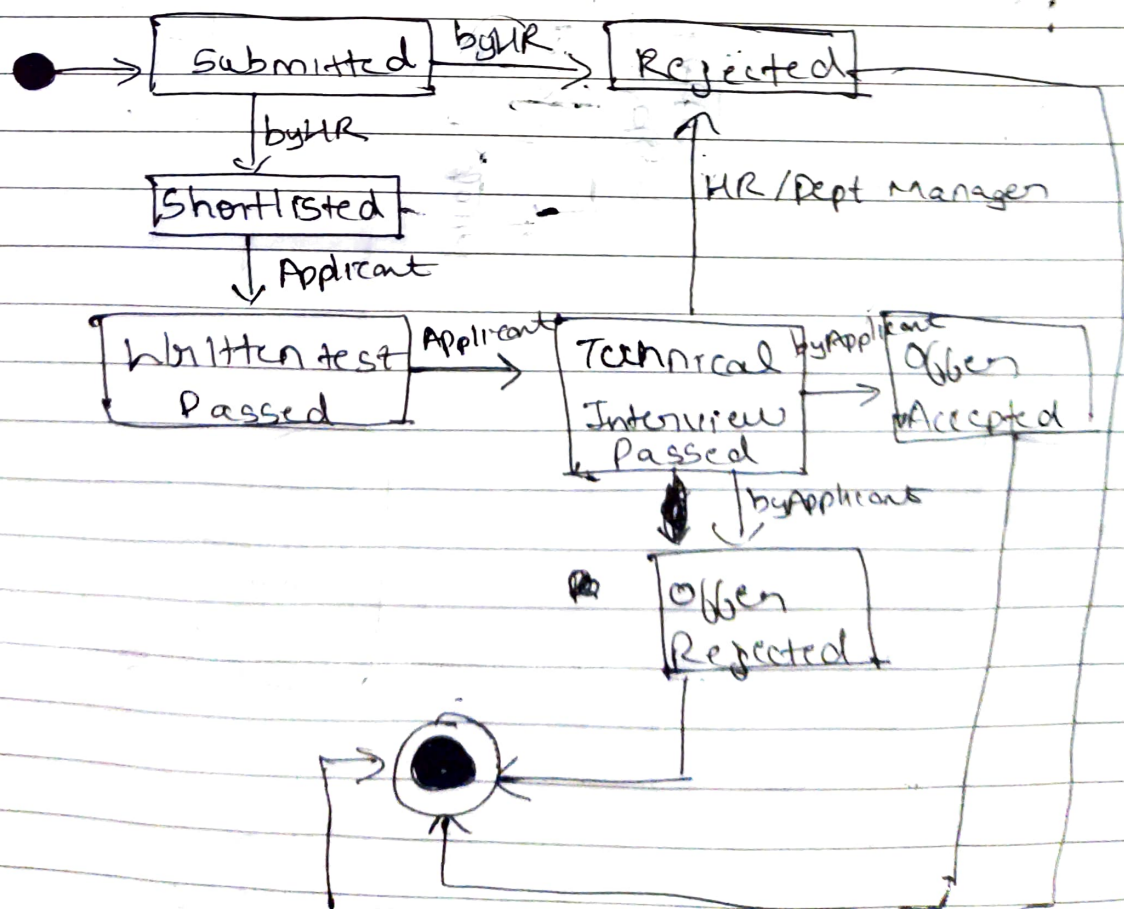 Submitted
byHR
Rejected
byHR
HR/Dept Manager
Shortlisted
Applicant
Written test
Passed
Applicant
Technical
Interview
Passed
byApplicant
Offer
Accepted
byApplicant
Offer
Rejected